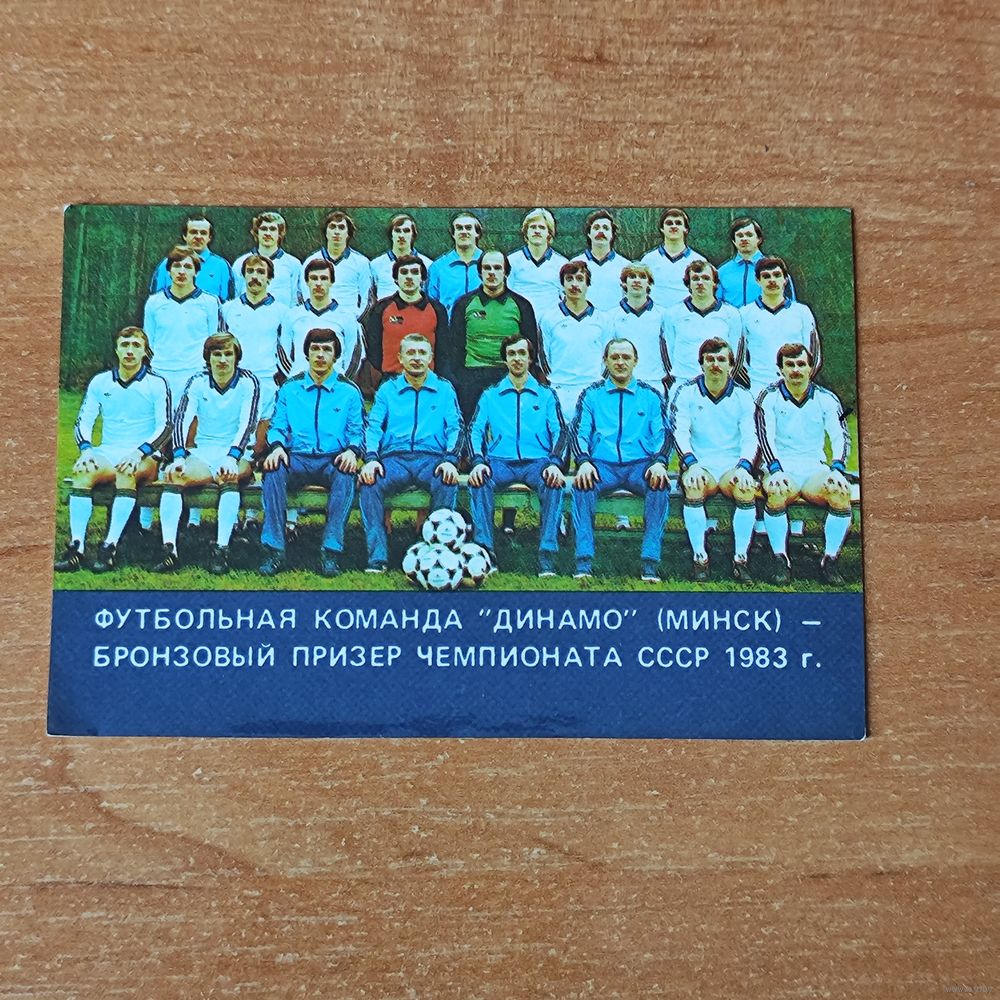 ФУТБОЛЬНАЯ КОМАНДА "ДИНАМО" (МИНСК) –
БРОНЗОВЫЙ ПРИЗЕР ЧЕМПИОНАТА СССР 1983 г.